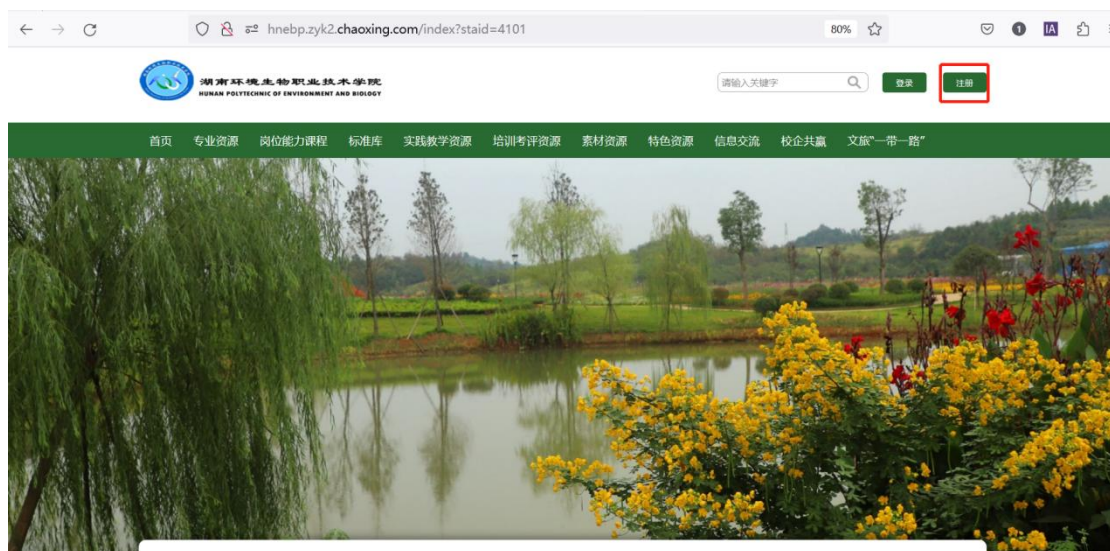 hnebp.zyk2.chaoxing.com/index?staid=4101
80%
1
IA
湖南环境生物职业技术学院
HUNAN POLYTECHNIC OF ENVIRONMENT AND BIOLOGY
请输入关键字
登录
注册
首页 专业资源 岗位能力课程 标准库 实践教学资源 培训考评资源 素材资源 特色资源 信息交流 校企共赢 文旅“一带一路”